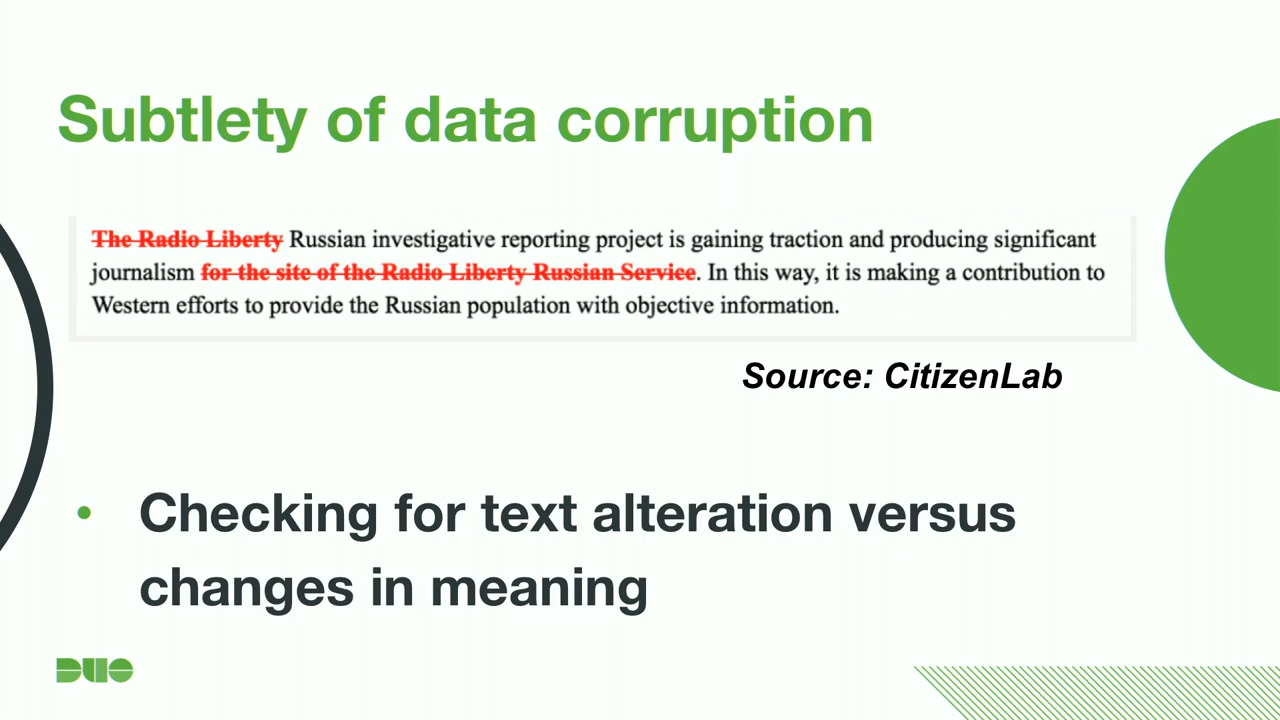 Subtlety of data corruption
The Radio Liberty Russian investigative reporting project is gaining traction and producing significant
journalism for the site of the Radio Liberty Russian Service. In this way, it is making a contribution to
Western efforts to provide the Russian population with objective information.
Source: CitizenLab
• Checking for text alteration versus
changes in meaning
DUO